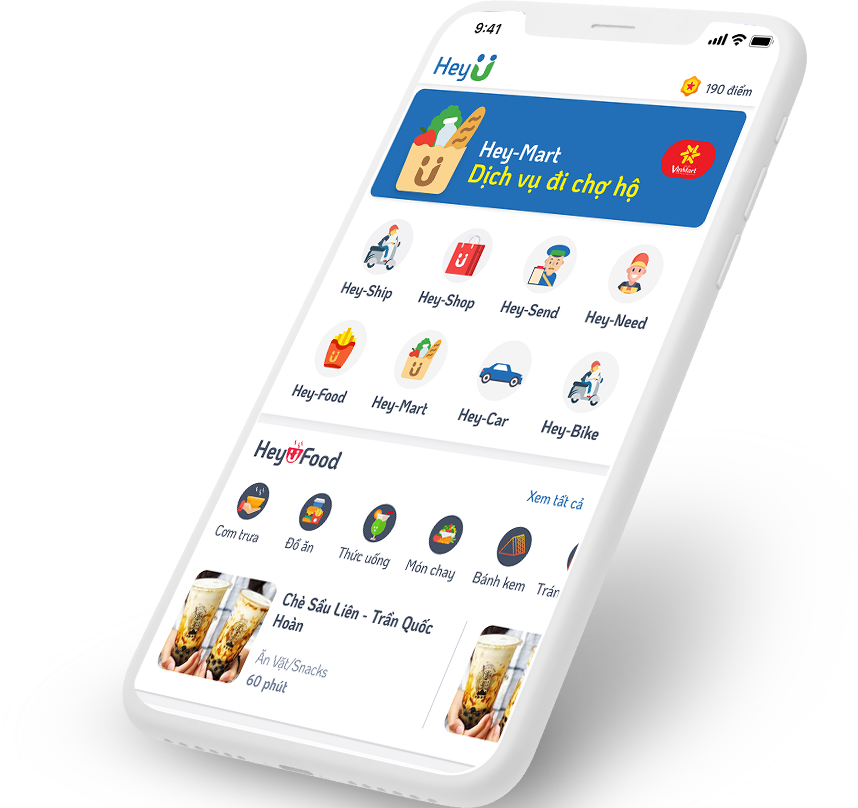 9:41
HeyU
190 điểm
Hey-Mart
Dịch vụ đi chợ hộ
VinMart
Hey-Ship
Hey-Shop
Hey-Send
Hey-Need
Hey-Food
Hey-Mart
Hey-Car
Hey-Bike
HeyUFood
Xem tất cả
Cơm trưa
Đồ ăn
Thức uống
Món chay
Bánh kem
Trán
Chè Sầu Liên - Trần Quốc
Hoàn
Ăn Vặt/Snacks
60 phút